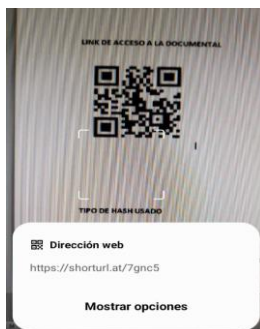 LINK DE ACCESO A LA DOCUMENTAL
TIPO DE HASH USADO
Dirección web
https://shorturl.at/7gnc5
Mostrar opciones